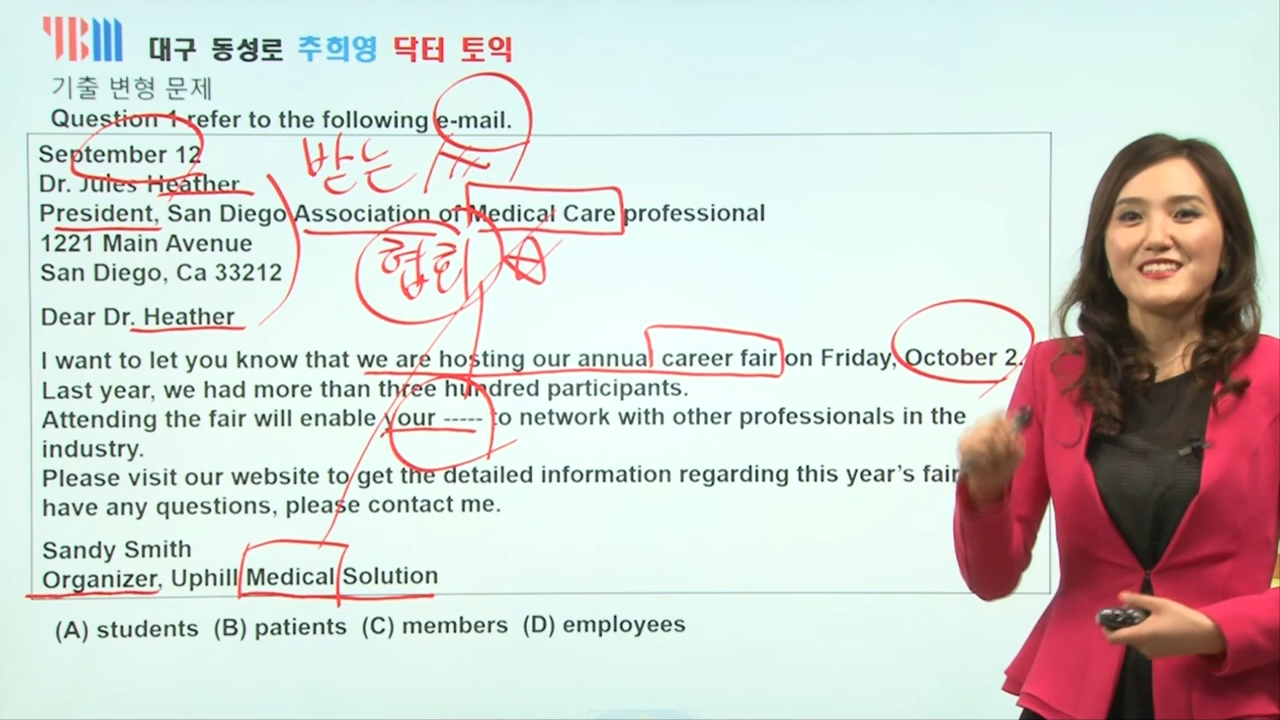 YBM 대구 동성로 추희영 닥터 토익
기출 변형 문제
Question 1 refer to the following e-mail.
September 12
Dr. Jules Heather
받는
President, San Diego Association of Medical Care professional
협회
1221 Main Avenue
San Diego, Ca 33212
Dear Dr. Heather
I want to let you know that we are hosting our annual career fair on Friday, October 2.
Last year, we had more than three hundred participants.
Attending the fair will enable your ----- to network with other professionals in the
industry.
Please visit our website to get the detailed information regarding this year's fair
have any questions, please contact me.
Sandy Smith
Organizer, Uphill Medical Solution
(A) students (B) patients (C) members (D) employees